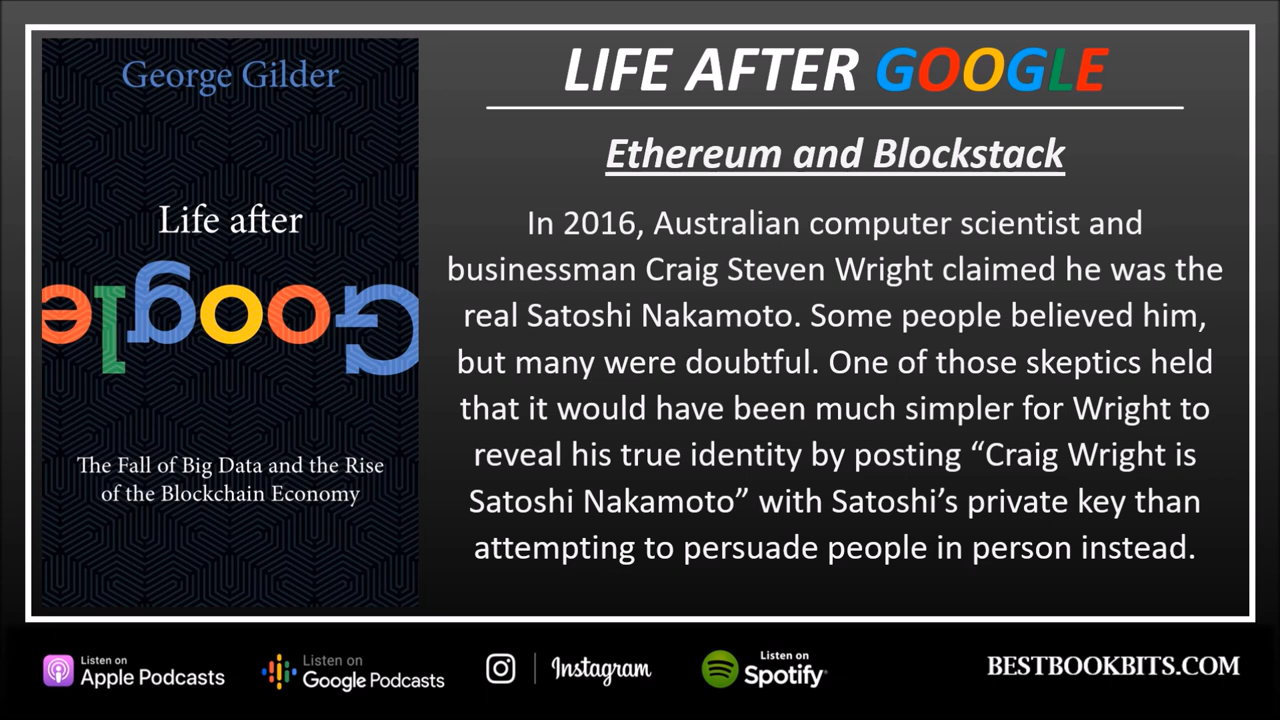 George Gilder
Life after
Google
The Fall of Big Data and the Rise
of the Blockchain Economy
LIFE AFTER GOOGLE
Ethereum and Blockstack
In 2016, Australian computer scientist and
businessman Craig Steven Wright claimed he was the
real Satoshi Nakamoto. Some people believed him,
but many were doubtful. One of those skeptics held
that it would have been much simpler for Wright to
reveal his true identity by posting “Craig Wright is
Satoshi Nakamoto” with Satoshi’s private key than
attempting to persuade people in person instead.
Listen on
Apple Podcasts
Listen on
Google Podcasts
Instagram
Listen on
Spotify
BESTBOOKBITS.COM